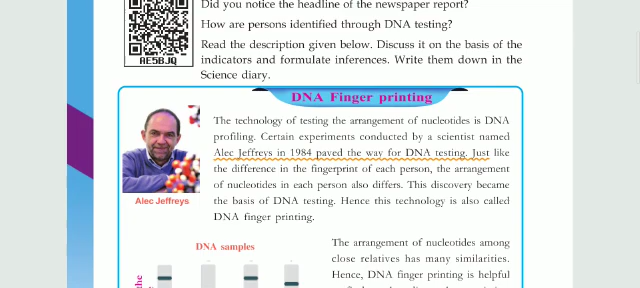 Did you notice the headline of the newspaper report?
How are persons identified through DNA testing?
Read the description given below. Discuss it on the basis of the
indicators and formulate inferences. Write them down in the
Science diary.
AE5BJQ
DNA Finger printing
The technology of testing the arrangement of nucleotides is DNA
profiling. Certain experiments conducted by a scientist named
Alec Jeffreys in 1984 paved the way for DNA testing. Just like
the difference in the fingerprint of each person, the arrangement
of nucleotides in each person also differs. This discovery became
the basis of DNA testing. Hence this technology is also called
DNA finger printing.
Alec Jeffreys
DNA samples
The arrangement of nucleotides among
close relatives has many similarities.
Hence, DNA finger printing is helpful
the